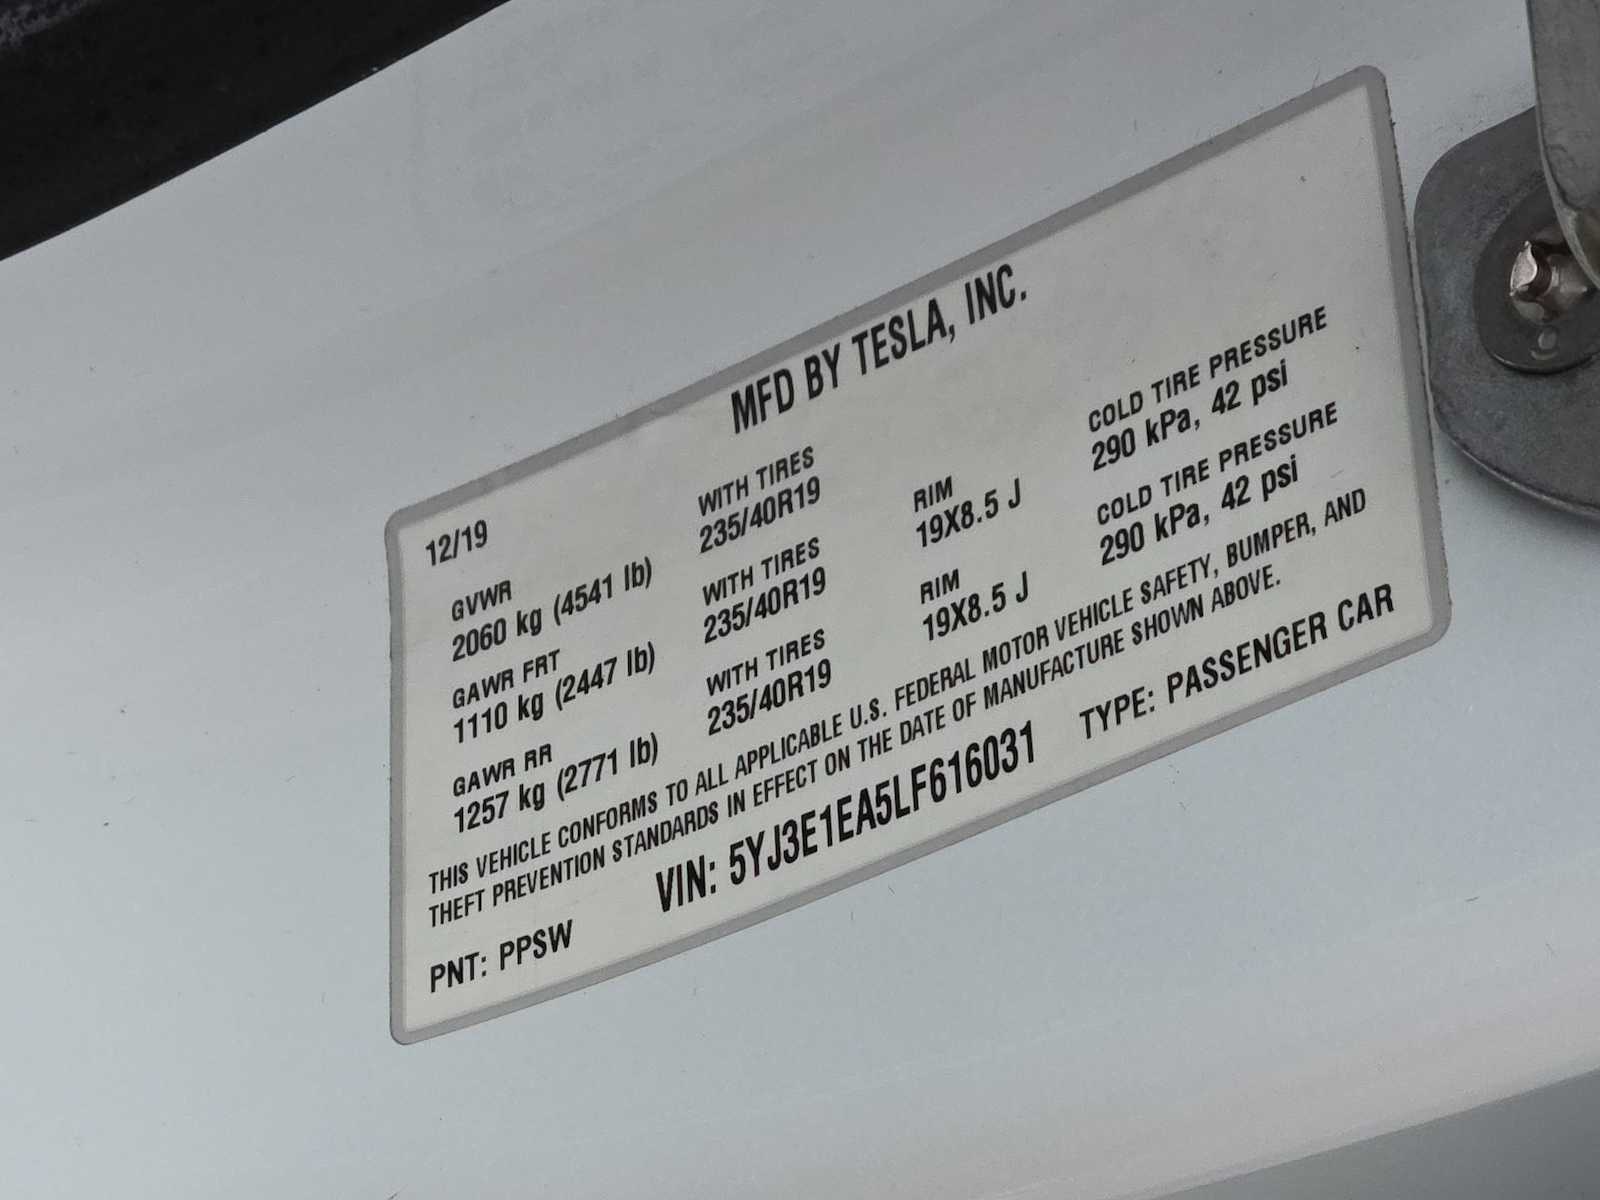 MFD BY TESLA, INC.
12/19
GVWR WITH TIRES RIM COLD TIRE PRESSURE
2060 kg (4541 lb) 235/40R19 19X8.5 J 290 kPa, 42 psi
GAWR FRT WITH TIRES RIM COLD TIRE PRESSURE
1110 kg (2447 lb) 235/40R19 19X8.5 J 290 kPa, 42 psi
GAWR RR WITH TIRES
1257 kg (2771 lb) 235/40R19
THIS VEHICLE CONFORMS TO ALL APPLICABLE U.S. FEDERAL MOTOR VEHICLE SAFETY, BUMPER, AND
THEFT PREVENTION STANDARDS IN EFFECT ON THE DATE OF MANUFACTURE SHOWN ABOVE.
PNT: PPSW VIN: 5YJ3E1EA5LF616031 TYPE: PASSENGER CAR